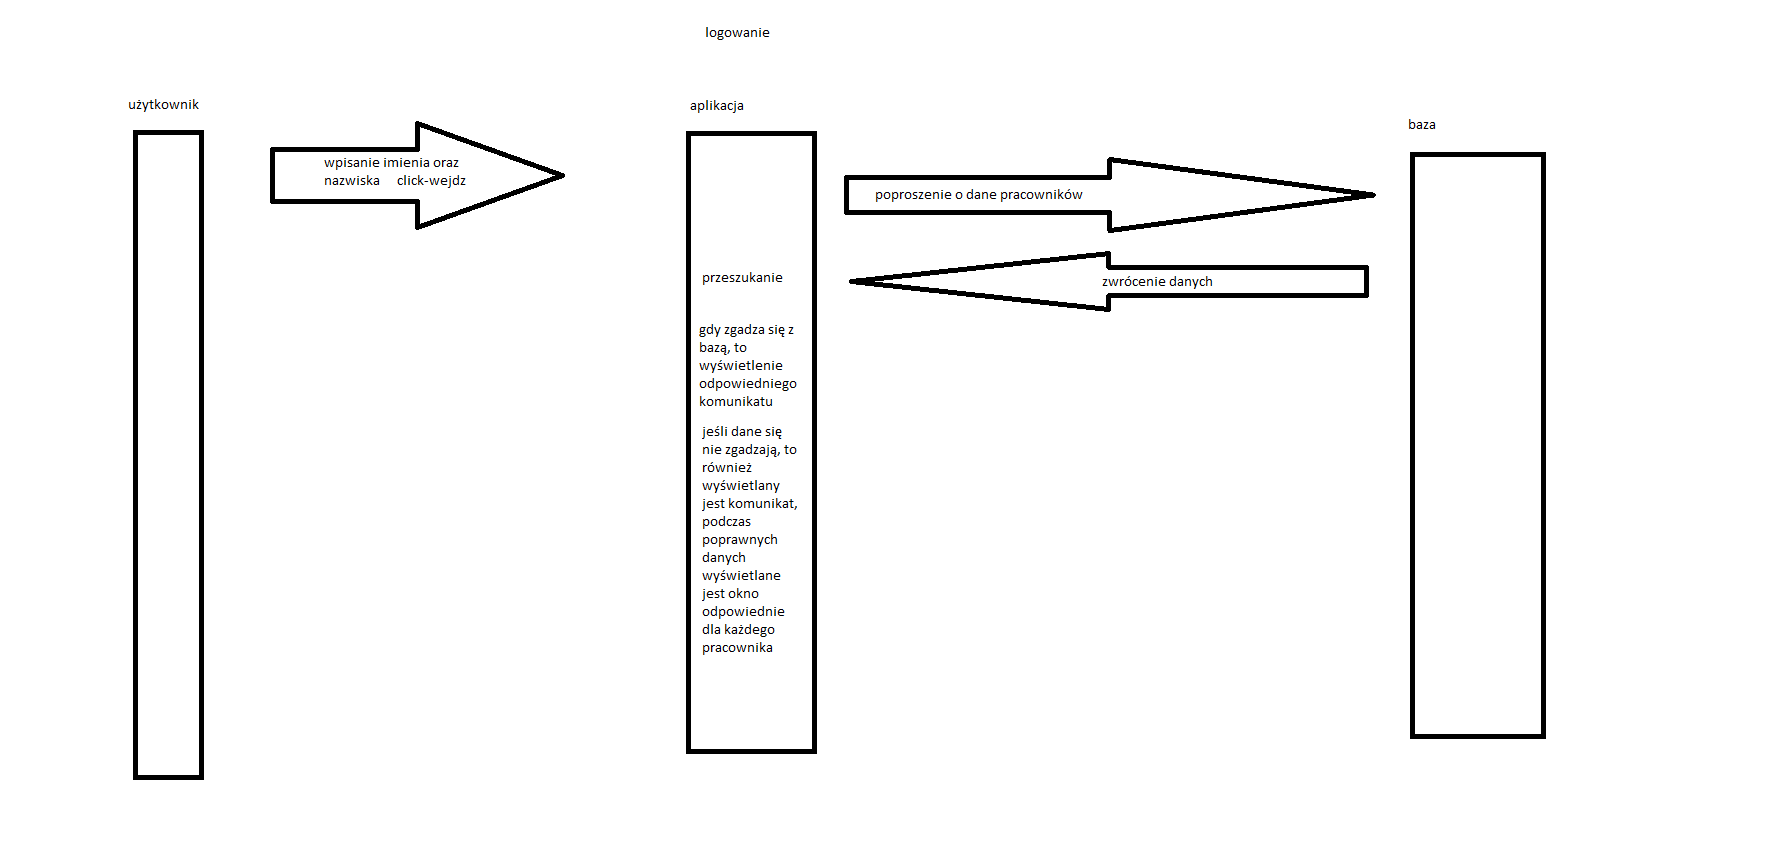 logowanie
użytkownik
aplikacja
baza
wpisanie imienia oraz
nazwiska click-wejdz
poproszenie o dane pracowników
zwrócenie danych
przeszukanie
gdy zgadza się z
bazą, to
wyświetlenie
odpowiedniego
komunikatu
jeśli dane się
nie zgadzają, to
również
wyświetlany
jest komunikat,
podczas
poprawnych
danych
wyświetlane
jest okno
odpowiednie
dla każdego
pracownika